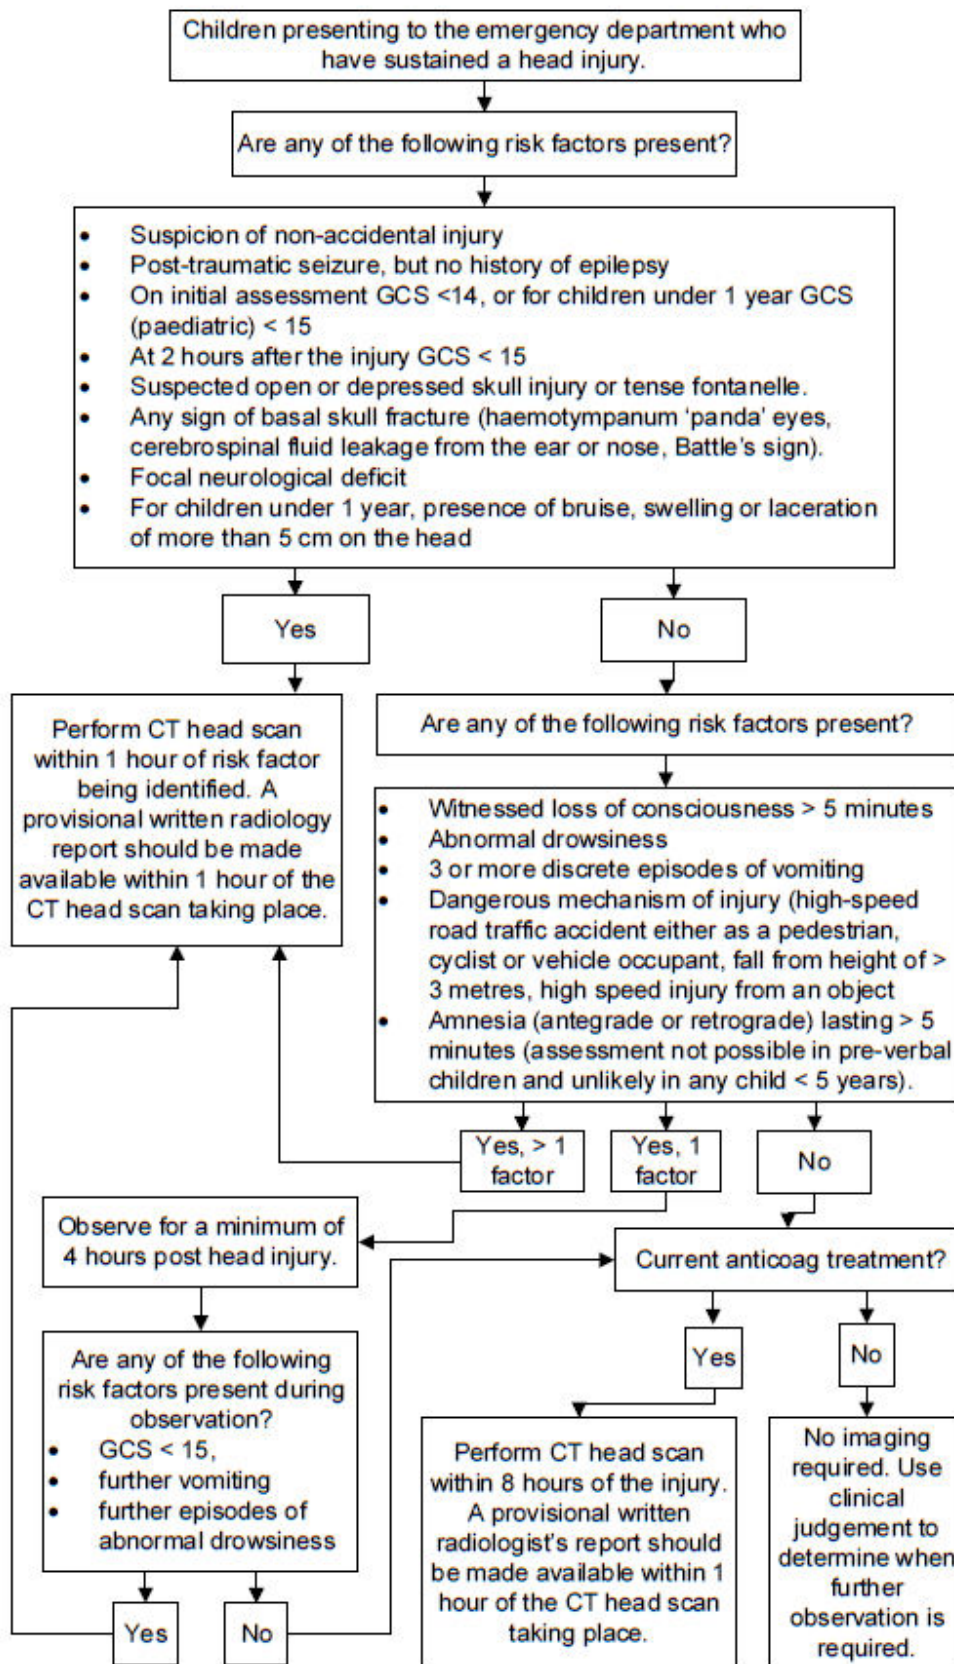 Children presenting to the emergency department who
have sustained a head injury.
Are any of the following risk factors present?
• Suspicion of non-accidental injury
• Post-traumatic seizure, but no history of epilepsy
• On initial assessment GCS <14, or for children under 1 year GCS
(paediatric) < 15
• At 2 hours after the injury GCS < 15
• Suspected open or depressed skull injury or tense fontanelle.
• Any sign of basal skull fracture (haemotympanum ‘panda’ eyes,
cerebrospinal fluid leakage from the ear or nose, Battle’s sign).
• Focal neurological deficit
• For children under 1 year, presence of bruise, swelling or laceration
of more than 5 cm on the head
Yes
No
Perform CT head scan
within 1 hour of risk factor
being identified. A
provisional written radiology
report should be made
available within 1 hour of the
CT head scan taking place.
Are any of the following risk factors present?
• Witnessed loss of consciousness > 5 minutes
• Abnormal drowsiness
• 3 or more discrete episodes of vomiting
• Dangerous mechanism of injury (high-speed
road traffic accident either as a pedestrian,
cyclist or vehicle occupant, fall from height of >
3 metres, high speed injury from an object
• Amnesia (antegrade or retrograde) lasting > 5
minutes (assessment not possible in pre-verbal
children and unlikely in any child < 5 years).
Yes, > 1
factor
Yes, 1
factor
No
Observe for a minimum of
4 hours post head injury.
Current anticoag treatment?
Are any of the following
risk factors present during
observation?
• GCS < 15,
• further vomiting
• further episodes of
abnormal drowsiness
Yes
No
Yes
No
Perform CT head scan
within 8 hours of the injury.
A provisional written
radiologist’s report should
be made available within 1
hour of the CT head scan
taking place.
No imaging
required. Use
clinical
judgement to
determine when
further
observation is
required.